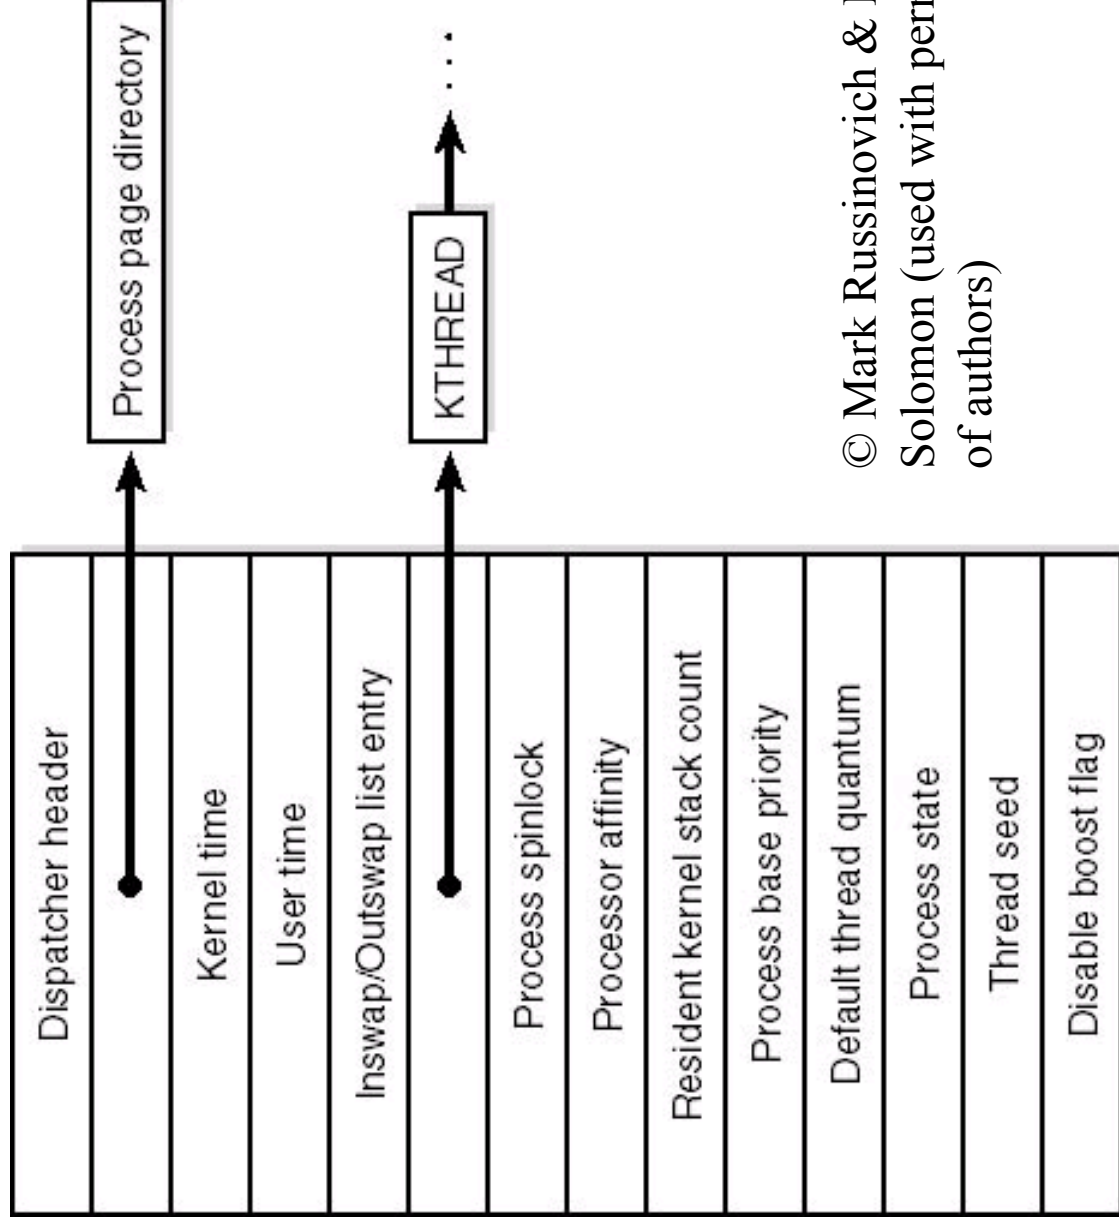 Dispatcher header
Process page directory
Kernel time
User time
Inswap/Outswap list entry
KTHREAD
. . .
Process spinlock
Processor affinity
Resident kernel stack count
Process base priority
Default thread quantum
Process state
Thread seed
Disable boost flag
© Mark Russinovich &
Solomon (used with
of authors)